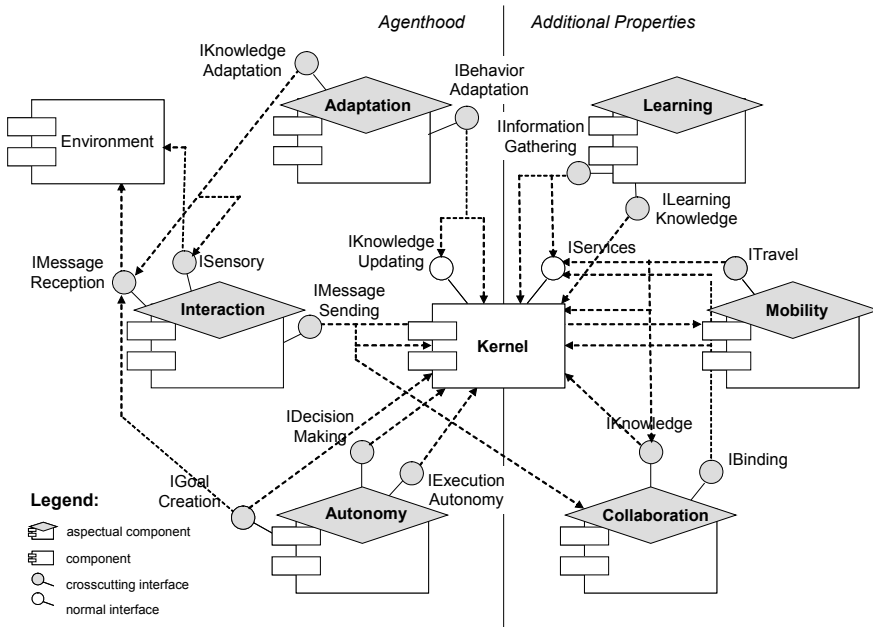 Agenthood
Additional Properties
IKnowledge
Adaptation
IBehavior
Adaptation
Adaptation
Learning
IInformation
Gathering
Environment
ILearning
Knowledge
IKnowledge
Updating
IServices
ITravel
IMessage
Reception
ISensory
IMessage
Sending
Interaction
Kernel
Mobility
IDecision
Making
IKnowledge
IBinding
IGoal
Creation
IExecution
Autonomy
Autonomy
Collaboration
Legend:
aspectual component
component
crosscutting interface
normal interface